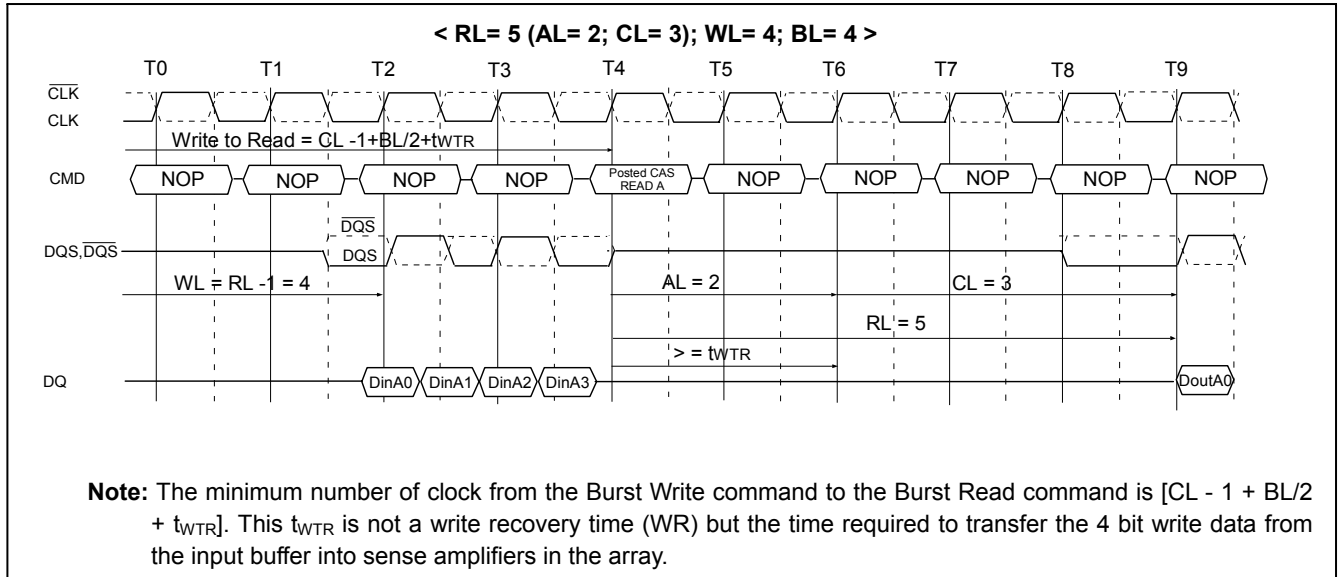 < RL= 5 (AL= 2; CL= 3); WL= 4; BL= 4 >
T0 T1 T2 T3 T4 T5 T6 T7 T8 T9
CLK
CLK
Write to Read = CL -1+BL/2+tWTR
CMD NOP NOP NOP NOP Posted CAS READ A NOP NOP NOP NOP NOP
DQS
DQS,DQS DQS
WL = RL -1 = 4 AL = 2 CL = 3
RL = 5
> = tWTR
DQ DinA0 DinA1 DinA2 DinA3 DoutA0
Note: The minimum number of clock from the Burst Write command to the Burst Read command is [CL - 1 + BL/2
+ tWTR]. This tWTR is not a write recovery time (WR) but the time required to transfer the 4 bit write data from
the input buffer into sense amplifiers in the array.